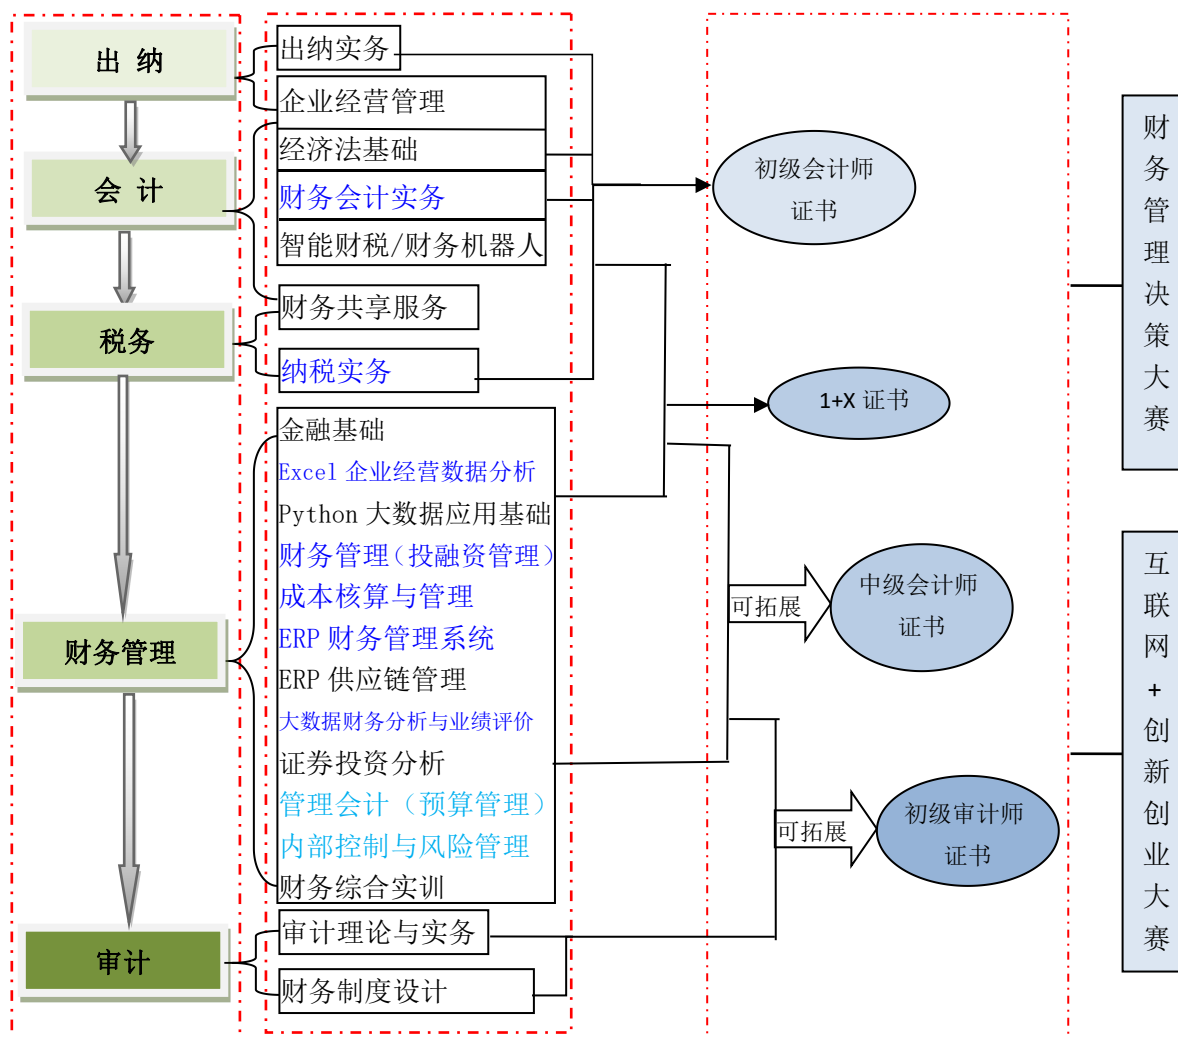 出 纳
会 计
税务
财务管理
审计
出纳实务
企业经营管理
经济法基础
财务会计实务
智能财税/财务机器人
财务共享服务
纳税实务
金融基础
Excel 企业经营数据分析
Python 大数据应用基础
财务管理（投融资管理）
成本核算与管理
ERP 财务管理系统
ERP 供应链管理
大数据财务分析与业绩评价
证券投资分析
管理会计（预算管理）
内部控制与风险管理
财务综合实训
审计理论与实务
财务制度设计
初级会计师
证书
1+X 证书
可拓展
中级会计师
证书
可拓展
初级审计师
证书
财务管理决策大赛
互联网+创新创业大赛